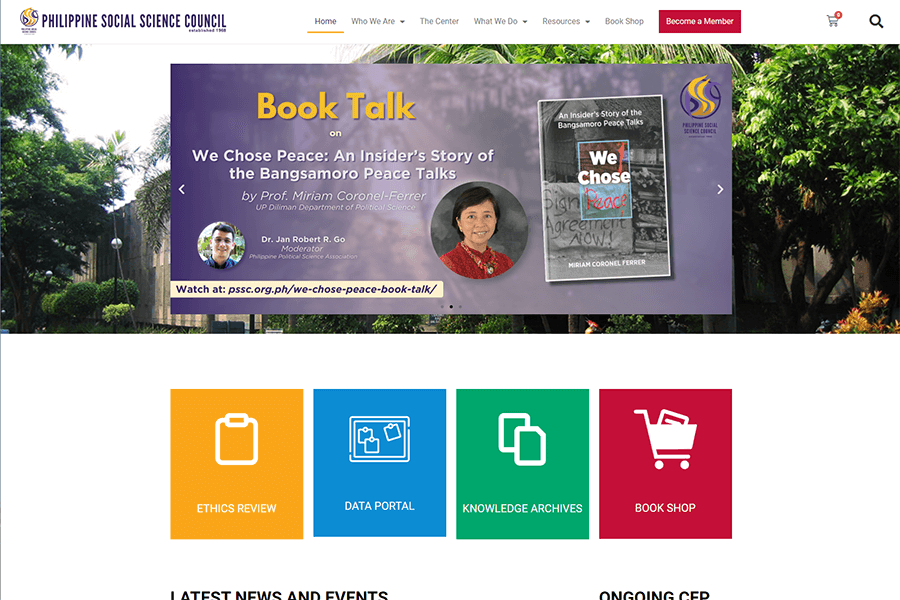 PHILIPPINE SOCIAL SCIENCE COUNCIL
established 1968
Home
Who We Are
The Center
What We Do
Resources
Book Shop
Become a Member
Book Talk
on
We Chose Peace: An Insider's Story of
the Bangsamoro Peace Talks
by Prof. Miriam Coronel-Ferrer
UP Diliman Department of Political Science
Dr. Jan Robert R. Go
Moderator
Philippine Political Science Association
Watch at: pssc.org.ph/we-chose-peace-book-talk/
An Insider's Story of the
Bangsamoro Peace Talks
We
Chose
Peace
Sign
Agreement
NOW!
MIRIAM CORONEL FERRER
PHILIPPINE SOCIAL
SCIENCE COUNCIL
ETHICS REVIEW
DATA PORTAL
KNOWLEDGE ARCHIVES
BOOK SHOP
LATEST NEWS AND EVENTS
ONGOING CFP